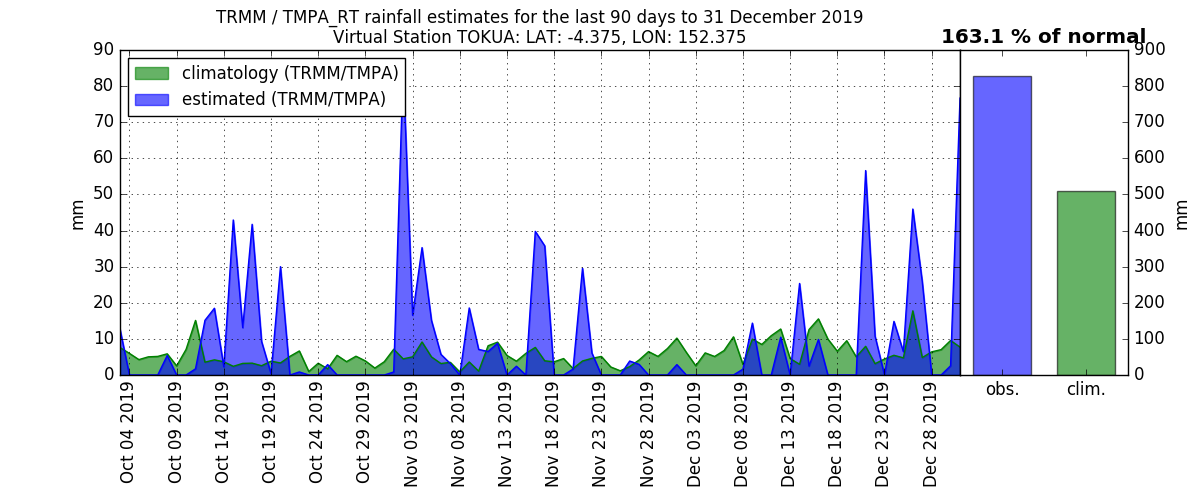 TRMM / TMPA_RT rainfall estimates for the last 90 days to 31 December 2019
Virtual Station TOKUA: LAT: -4.375, LON: 152.375
163.1 % of normal
climatology (TRMM/TMPA)
estimated (TRMM/TMPA)
mm
90
80
70
60
50
40
30
20
10
0
Oct 04 2019
Oct 09 2019
Oct 14 2019
Oct 19 2019
Oct 24 2019
Oct 29 2019
Nov 03 2019
Nov 08 2019
Nov 13 2019
Nov 18 2019
Nov 23 2019
Nov 28 2019
Dec 03 2019
Dec 08 2019
Dec 13 2019
Dec 18 2019
Dec 23 2019
Dec 28 2019
obs.
clim.
900
800
700
600
500
400
300
200
100
0
mm